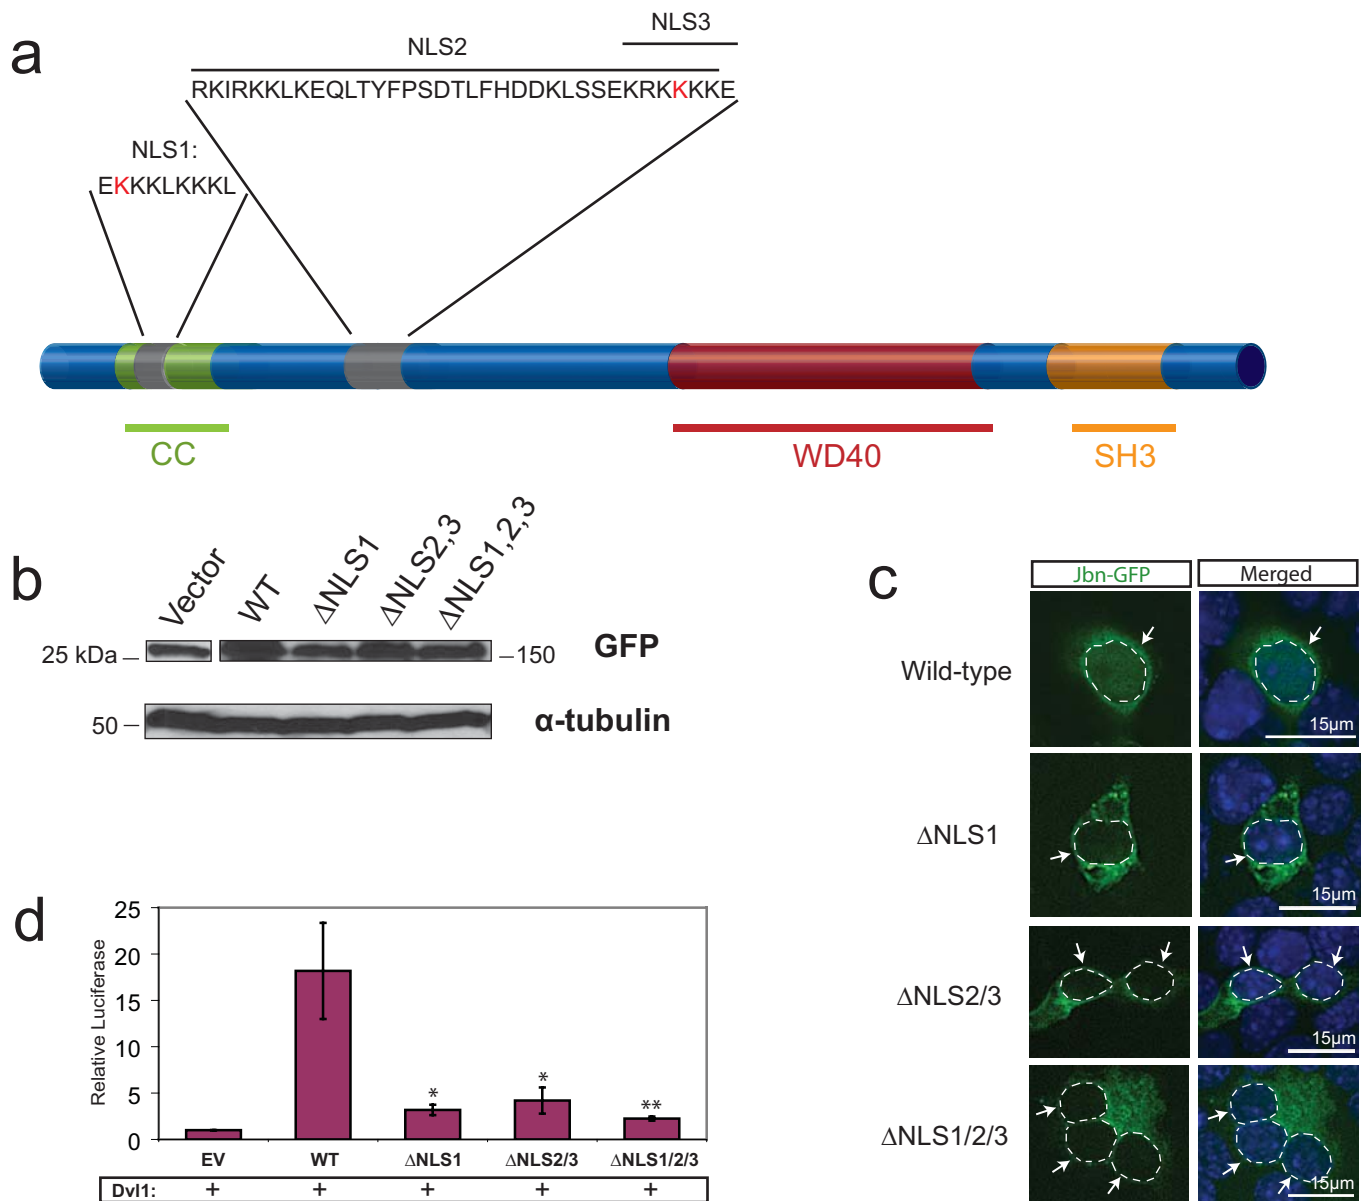 a
NLS3
NLS2
RKIRKKLKEQLTYFPSDTLFHDDKLSSEKRKKKKKE
NLS1:
EKKKLKKKL
CC
WD40
SH3
b
Vector
WT
ΔNLS1
ΔNLS2,3
ΔNLS1,2,3
25 kDa
150
GFP
50
α-tubulin
c
Jbn-GFP
Merged
Wild-type
15µm
ΔNLS1
15µm
ΔNLS2/3
15µm
ΔNLS1/2/3
15µm
d
Relative Luciferase
25
20
15
10
5
0
*
*
**
EV
WT
ΔNLS1
ΔNLS2/3
ΔNLS1/2/3
Dvl1: + + + + +